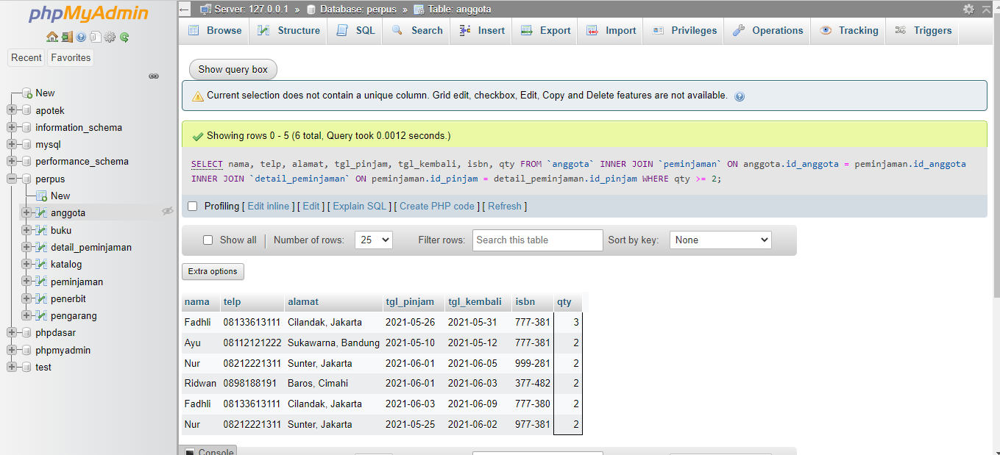 phpMyAdmin
Recent Favorites
New
apotek
information_schema
mysql
performance_schema
perpus
New
anggota
buku
detail_peminjaman
katalog
peminjaman
penerbit
pengarang
phpdasar
phpmyadmin
test
Server: 127.0.0.1 » Database: perpus » Table: anggota
Browse Structure SQL Search Insert Export Import Privileges Operations Tracking Triggers
Show query box
Current selection does not contain a unique column. Grid edit, checkbox, Edit, Copy and Delete features are not available.
Showing rows 0 - 5 (6 total, Query took 0.0012 seconds.)
SELECT nama, telp, alamat, tgl_pinjam, tgl_kembali, isbn, qty FROM `anggota` INNER JOIN `peminjaman` ON anggota.id_anggota = peminjaman.id_anggota
INNER JOIN `detail_peminjaman` ON peminjaman.id_pinjam = detail_peminjaman.id_pinjam WHERE qty >= 2;
Profiling [ Edit inline ] [ Edit ] [ Explain SQL ] [ Create PHP code ] [ Refresh ]
Show all | Number of rows: 25 Filter rows: Search this table Sort by key: None
Extra options
nama telp alamat tgl_pinjam tgl_kembali isbn qty
Fadhli 08133613111 Cilandak, Jakarta 2021-05-26 2021-05-31 777-381 3
Ayu 08112121222 Sukawarna, Bandung 2021-05-10 2021-05-12 777-381 2
Nur 08212221311 Sunter, Jakarta 2021-06-01 2021-06-05 999-281 2
Ridwan 0898188191 Baros, Cimahi 2021-06-01 2021-06-03 377-482 2
Fadhli 08133613111 Cilandak, Jakarta 2021-06-03 2021-06-09 777-380 2
Nur 08212221311 Sunter, Jakarta 2021-05-25 2021-06-02 977-381 2
Console